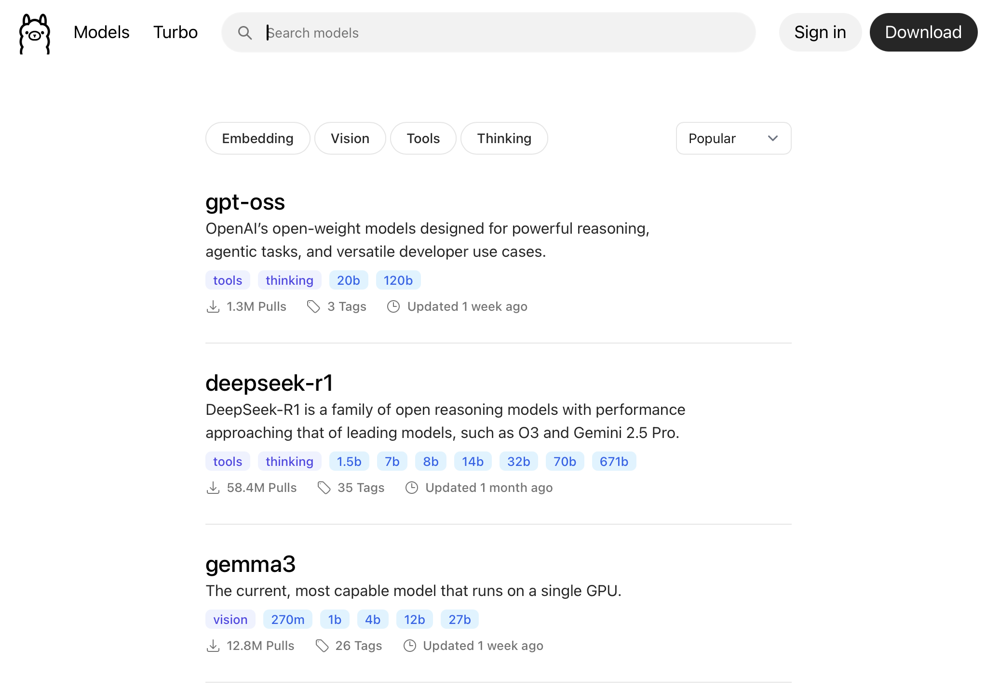 Models Turbo Search models Sign in Download
Embedding Vision Tools Thinking Popular
gpt-oss
OpenAI’s open-weight models designed for powerful reasoning,
agentic tasks, and versatile developer use cases.
tools thinking 20b 120b
1.3M Pulls 3 Tags Updated 1 week ago
deepseek-r1
DeepSeek-R1 is a family of open reasoning models with performance
approaching that of leading models, such as O3 and Gemini 2.5 Pro.
tools thinking 1.5b 7b 8b 14b 32b 70b 671b
58.4M Pulls 35 Tags Updated 1 month ago
gemma3
The current, most capable model that runs on a single GPU.
vision 270m 1b 4b 12b 27b
12.8M Pulls 26 Tags Updated 1 week ago